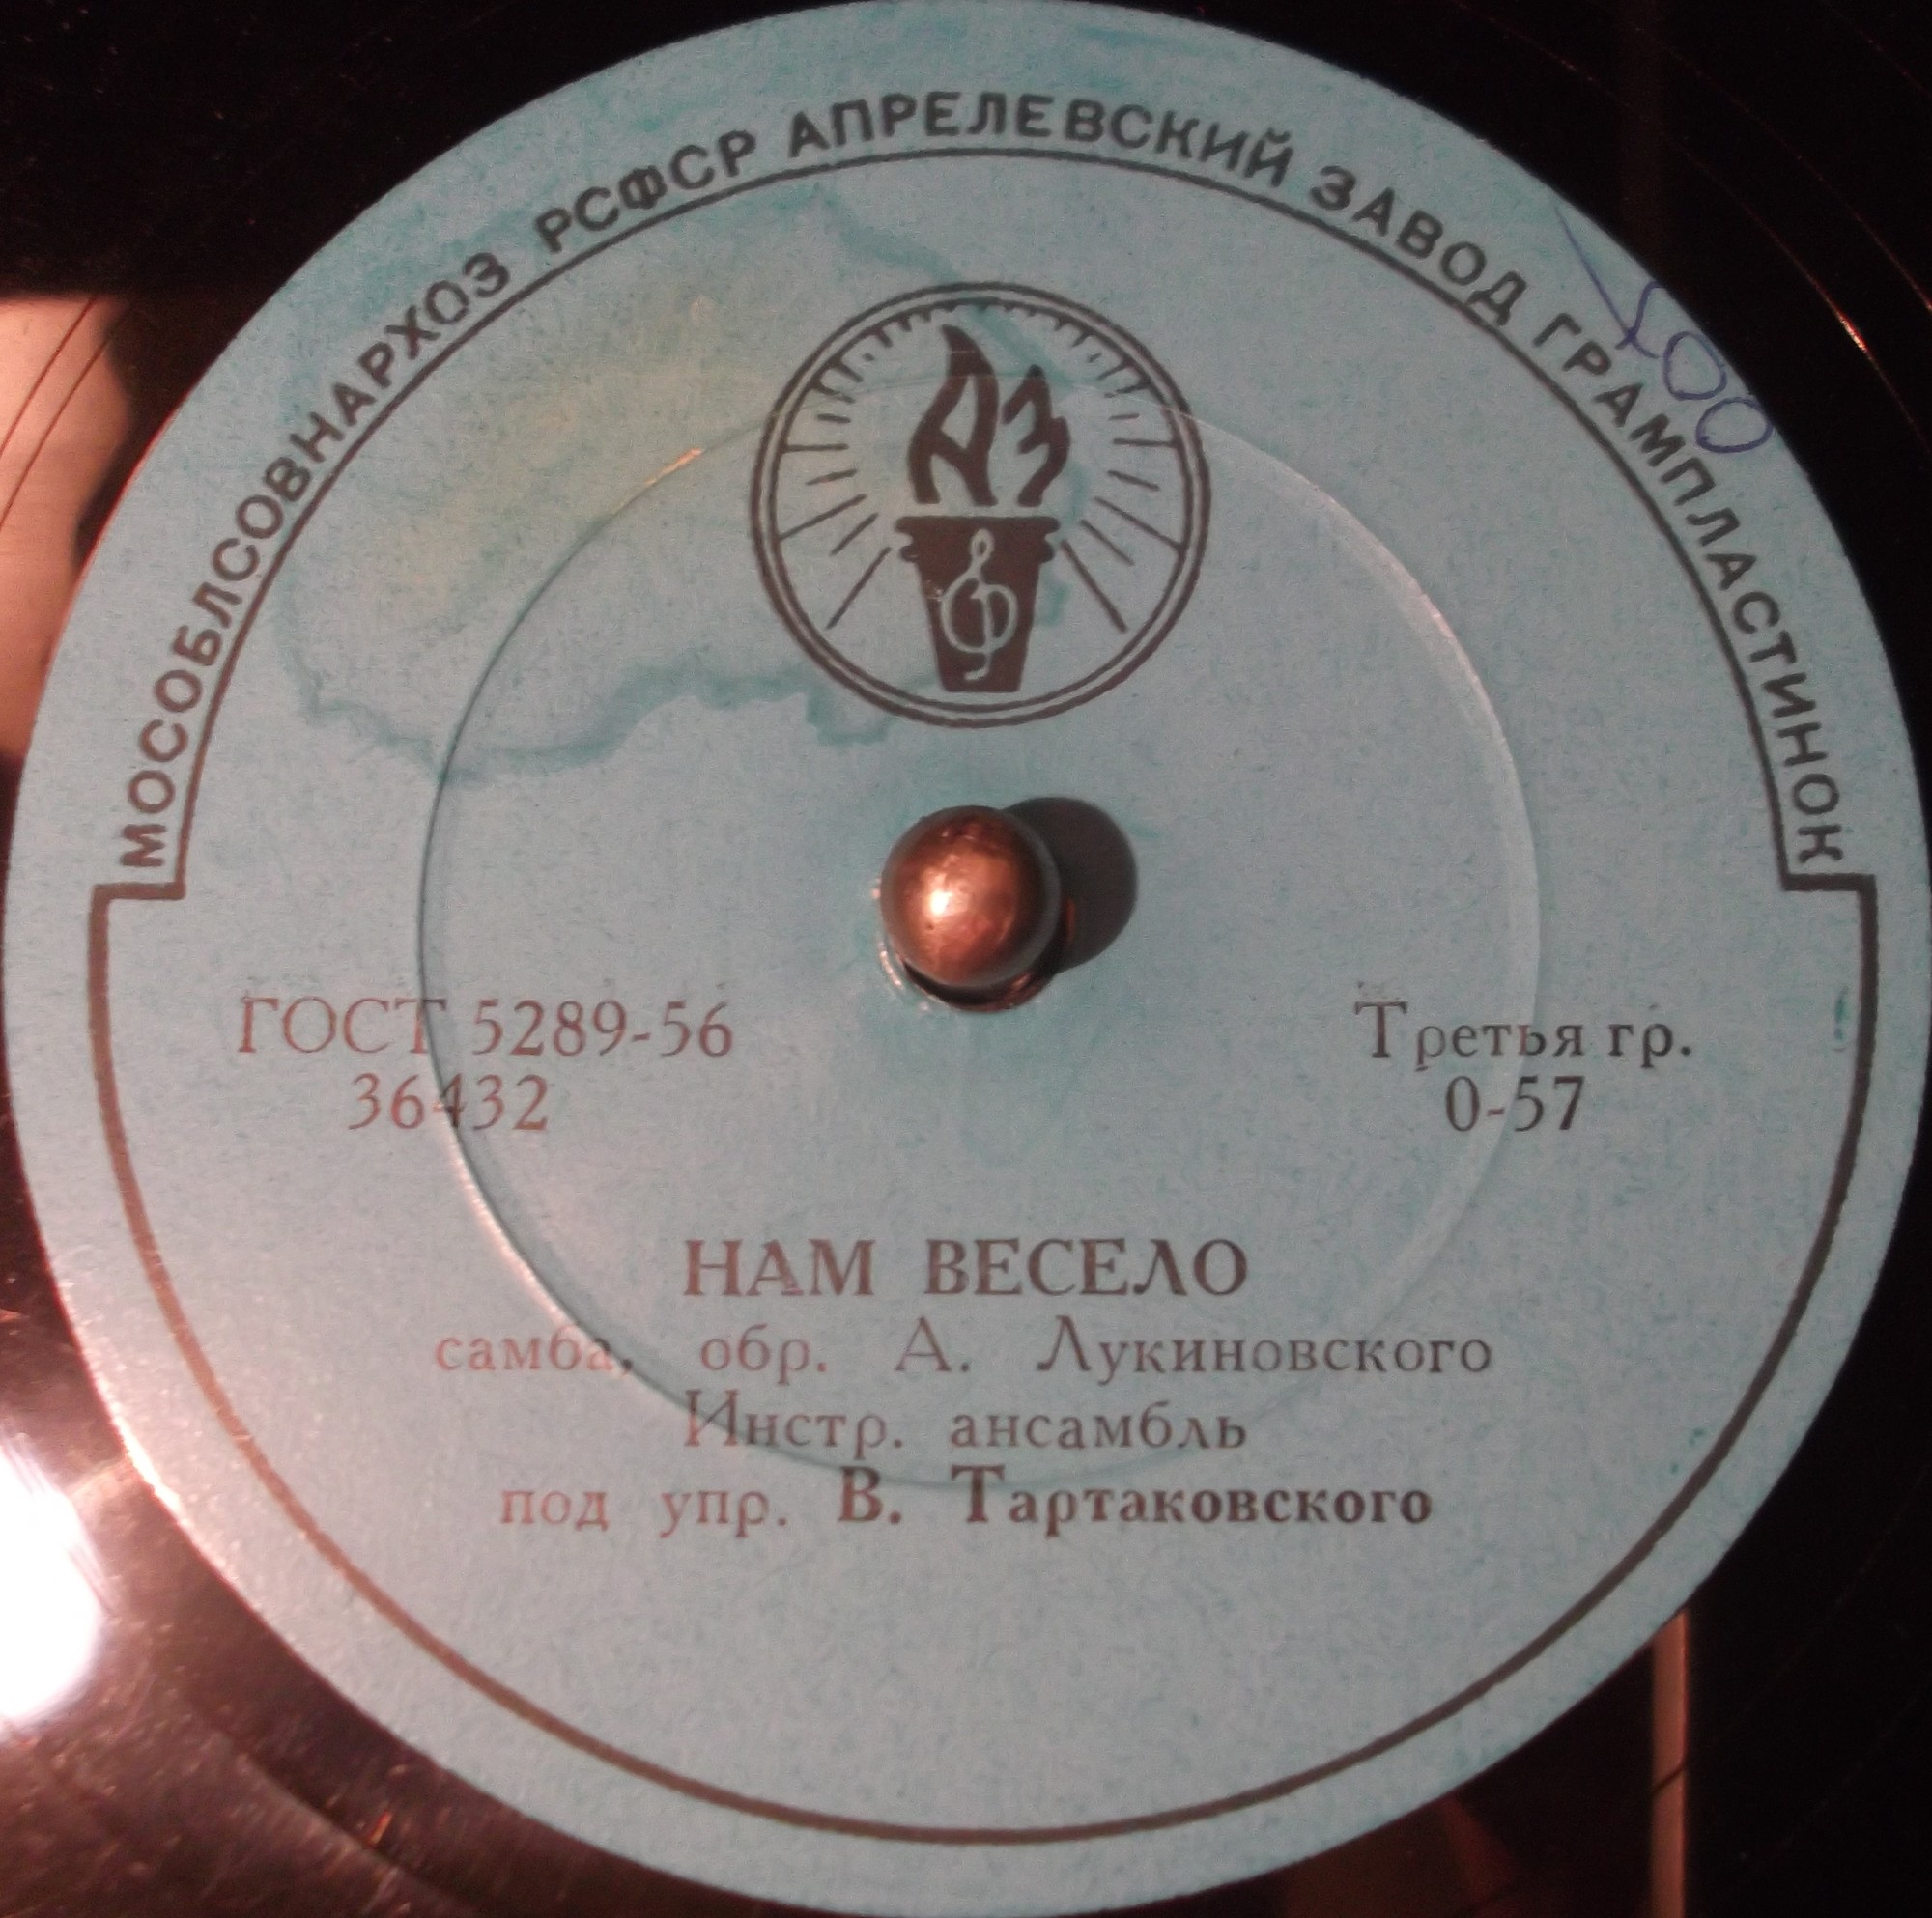 МОСОБЛСОВНАРХОЗ РСФСР АПРЕЛЕВСКИЙ ЗАВОД ГРАМПЛАСТИНОК
АЗ
ГОСТ 5289-56
36432
Третья гр.
0-57
НАМ ВЕСЕЛО
самба, обр. А. Лукиновского
Инстр. ансамбль
под упр. В. Тартаковского